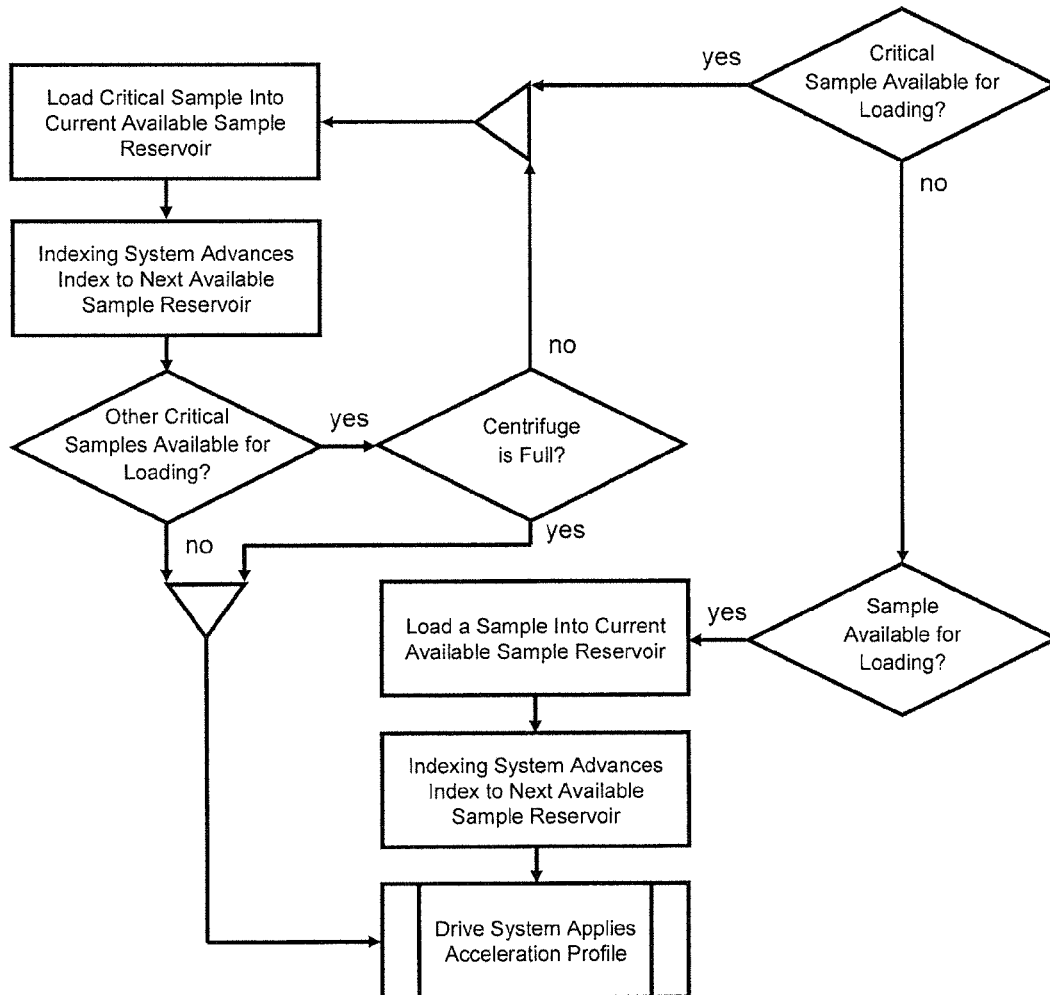 yes
Critical
Sample Available for
Loading?
Load Critical Sample Into
Current Available Sample
Reservoir
no
Indexing System Advances
Index to Next Available
Sample Reservoir
no
Other Critical
Samples Available for
Loading?
yes
Centrifuge
is Full?
no
yes
Load a Sample Into Current
Available Sample Reservoir
yes
Sample
Available for
Loading?
Indexing System Advances
Index to Next Available
Sample Reservoir
Drive System Applies
Acceleration Profile